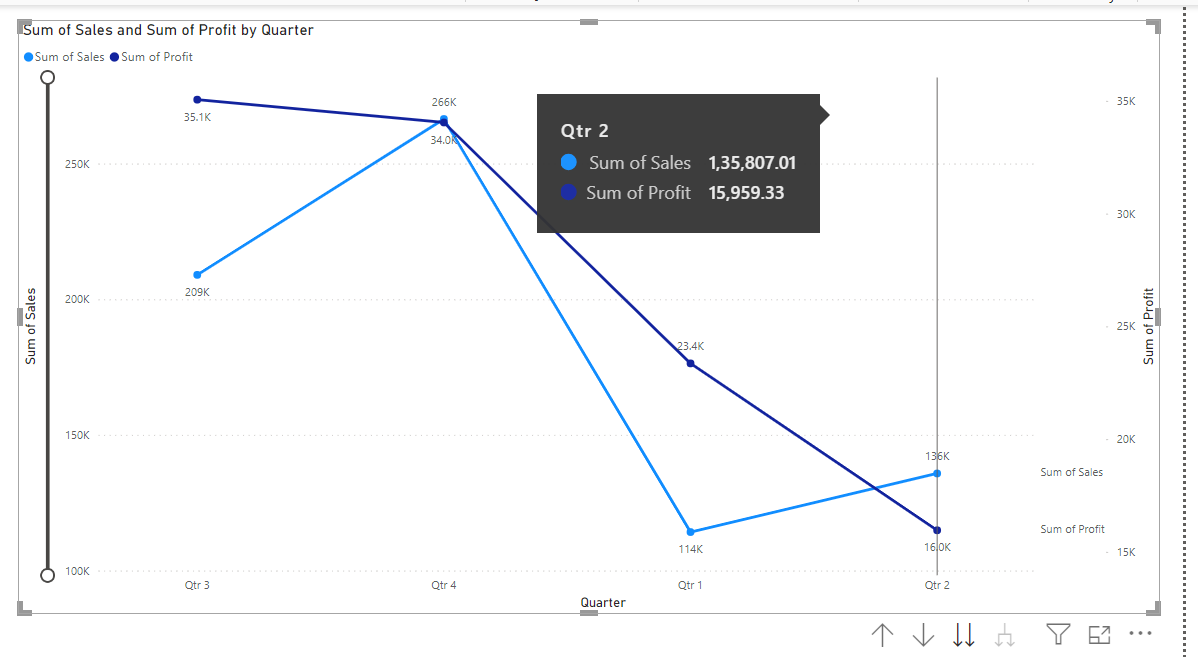 Sum of Sales and Sum of Profit by Quarter
Sum of Sales Sum of Profit
266K
35K
35.1K
34.0K
Qtr 2
Sum of Sales 1,35,807.01
Sum of Profit 15,959.33
250K
30K
209K
200K
Sum of Sales
25K
Sum of Profit
23.4K
150K
20K
136K
Sum of Sales
Sum of Profit
114K
16.0K
15K
100K
Qtr 3 Qtr 4 Qtr 1 Qtr 2
Quarter